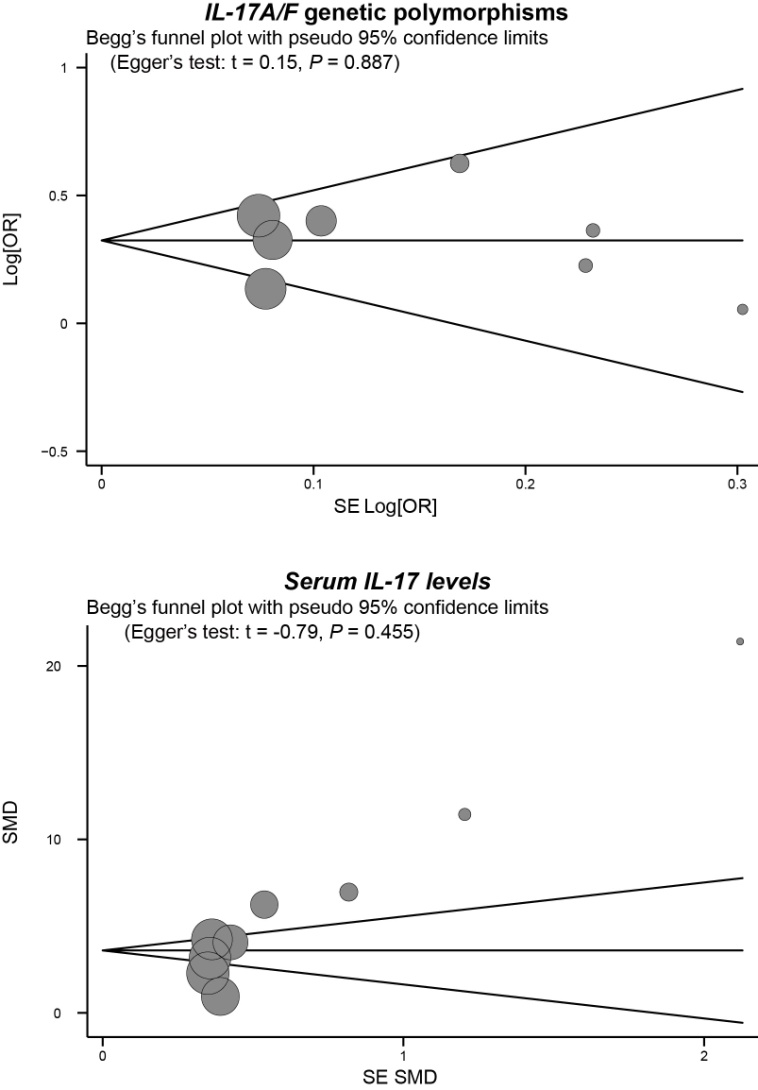 IL-17A/F genetic polymorphisms
Begg’s funnel plot with pseudo 95% confidence limits
(Egger’s test: t = 0.15, P = 0.887)
1
0.5
0
−0.5
Log[OR]
0 0.1 0.2 0.3
SE Log[OR]
Serum IL-17 levels
Begg’s funnel plot with pseudo 95% confidence limits
(Egger’s test: t = -0.79, P = 0.455)
20
10
0
SMD
0 1 2
SE SMD